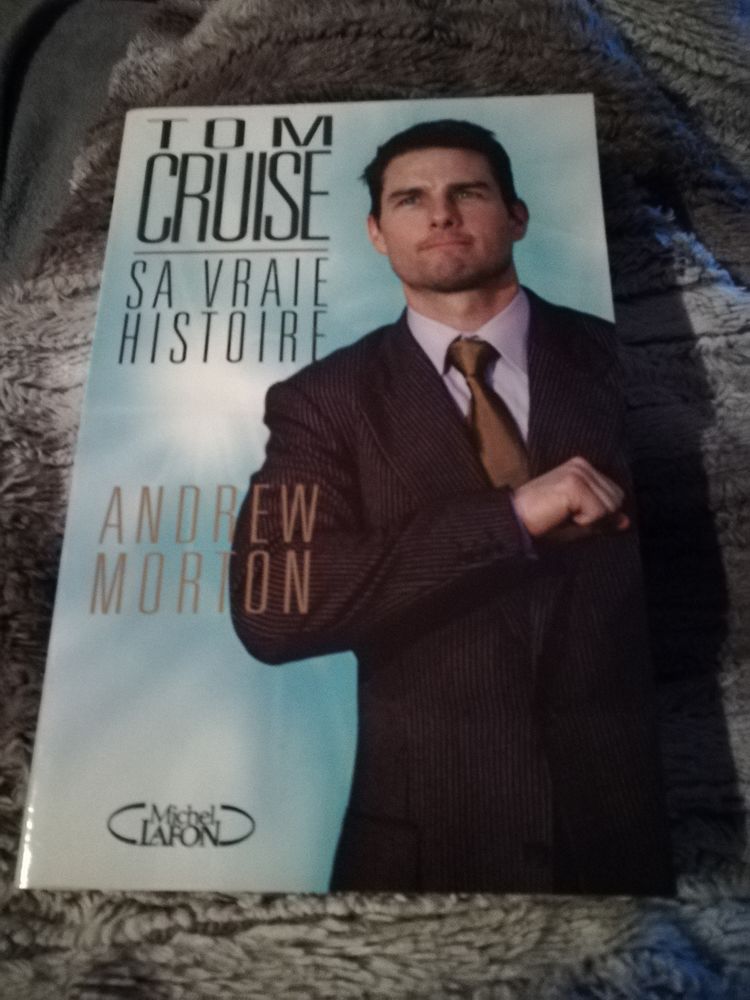 TOM
CRUISE
SA VRAIE
HISTOIRE
ANDREW
MORTON
Michel
LAFON